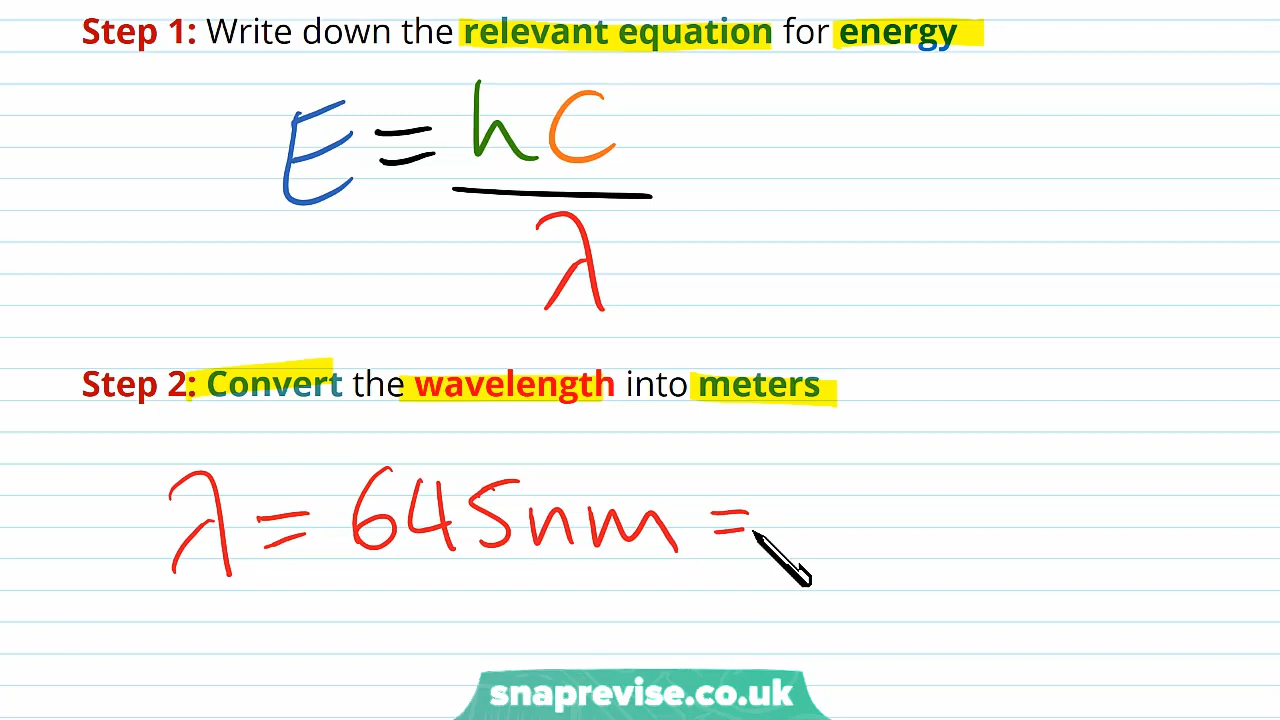 Step 1: Write down the relevant equation for energy
E = hC
λ
Step 2: Convert the wavelength into meters
λ = 645nm =
snaprevise.co.uk